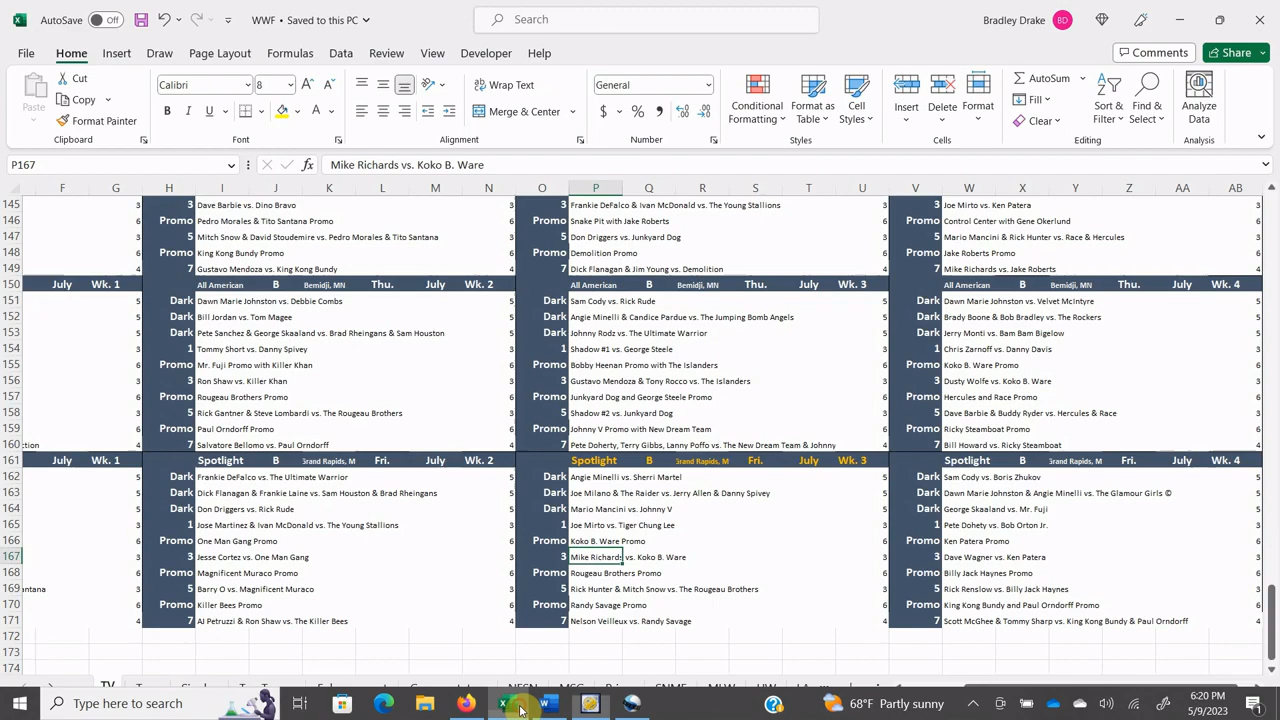 AutoSave Off WWF • Saved to this PC Search Bradley Drake BD
File Home Insert Draw Page Layout Formulas Data Review View Developer Help Comments Share
Paste Cut Copy Format Painter Calibri 8 B I U Wrap Text Merge & Center General $ % , Conditional Formatting Format as Table Cell Styles Insert Delete Format AutoSum Fill Clear Sort & Filter Find & Select Analyze Data
Clipboard Font Alignment Number Styles Cells Editing Analysis
P167 fx Mike Richards vs. Koko B. Ware
F G H I J K L M N O P Q R S T U V W X Y Z AA AB
145 3 3 Dave Barbie vs. Dino Bravo 3 3 Frankie DeFalco & Ivan McDonald vs. The Young Stallions 3 3 Joe Mirto vs. Ken Patera 3
146 6 Promo Pedro Morales & Tito Santana Promo 6 Promo Snake Pit with Jake Roberts 6 Promo Control Center with Gene Okerlund 6
147 3 5 Mitch Snow & David Stoudemire vs. Pedro Morales & Tito Santana 3 5 Don Driggers vs. Junkyard Dog 3 5 Mario Mancini & Rick Hunter vs. Race & Hercules 3
148 6 Promo King Kong Bundy Promo 6 Promo Demolition Promo 6 Promo Jake Roberts Promo 6
149 4 7 Gustavo Mendoza vs. King Kong Bundy 4 7 Dick Flanagan & Jim Young vs. Demolition 4 7 Mike Richards vs. Jake Roberts 4
150 July Wk. 1 All American B Bemidji, MN Thu. July Wk. 2 All American B Bemidji, MN Thu. July Wk. 3 All American B Bemidji, MN Thu. July Wk. 4
151 5 Dark Dawn Marie Johnston vs. Debbie Combs 5 Dark Sam Cody vs. Rick Rude 5 Dark Dawn Marie Johnston vs. Velvet McIntyre 5
152 5 Dark Bill Jordan vs. Tom Magee 5 Dark Angie Minelli & Candice Pardue vs. The Jumping Bomb Angels 5 Dark Brady Boone & Bob Bradley vs. The Rockers 5
153 5 Dark Pete Sanchez & George Skaaland vs. Brad Rheingans & Sam Houston 5 Dark Johnny Rodz vs. The Ultimate Warrior 5 Dark Jerry Monti vs. Bam Bam Bigelow 5
154 3 1 Tommy Short vs. Danny Spivey 3 1 Shadow #1 vs. George Steele 3 1 Chris Zarnoff vs. Danny Davis 3
155 6 Promo Mr. Fuji Promo with Killer Khan 6 Promo Bobby Heenan Promo with The Islanders 6 Promo Koko B. Ware Promo 6
156 3 3 Ron Shaw vs. Killer Khan 3 3 Gustavo Mendoza & Tony Rocco vs. The Islanders 3 3 Dusty Wolfe vs. Koko B. Ware 3
157 6 Promo Rougeau Brothers Promo 6 Promo Junkyard Dog and George Steele Promo 6 Promo Hercules and Race Promo 6
158 3 5 Rick Gantner & Steve Lombardi vs. The Rougeau Brothers 3 5 Shadow #2 vs. Junkyard Dog 3 5 Dave Barbie & Buddy Ryder vs. Hercules & Race 3
159 6 Promo Paul Orndorff Promo 6 Promo Johnny V Promo with New Dream Team 6 Promo Ricky Steamboat Promo 6
160 ction 4 7 Salvatore Bellomo vs. Paul Orndorff 4 7 Pete Doherty, Terry Gibbs, Lanny Poffo vs. The New Dream Team & Johnny 4 7 Bill Howard vs. Ricky Steamboat 4
161 July Wk. 1 Spotlight B Grand Rapids, M Fri. July Wk. 2 Spotlight B Grand Rapids, M Fri. July Wk. 3 Spotlight B Grand Rapids, M Fri. July Wk. 4
162 5 Dark Frankie DeFalco vs. The Ultimate Warrior 5 Dark Angie Minelli vs. Sherri Martel 5 Dark Sam Cody vs. Boris Zhukov 5
163 5 Dark Dick Flanagan & Frankie Laine vs. Sam Houston & Brad Rheingans 5 Dark Joe Milano & The Raider vs. Jerry Allen & Danny Spivey 5 Dark Dawn Marie Johnston & Angie Minelli vs. The Glamour Girls © 5
164 5 Dark Don Driggers vs. Rick Rude 5 Dark Mario Mancini vs. Johnny V 5 Dark George Skaaland vs. Mr. Fuji 5
165 3 1 Jose Martinez & Ivan McDonald vs. The Young Stallions 3 1 Joe Mirto vs. Tiger Chung Lee 3 1 Pete Dohety vs. Bob Orton Jr. 3
166 6 Promo One Man Gang Promo 6 Promo Koko B. Ware Promo 6 Promo Ken Patera Promo 6
167 3 3 Jesse Cortez vs. One Man Gang 3 3 Mike Richards vs. Koko B. Ware 3 3 Dave Wagner vs. Ken Patera 3
168 6 Promo Magnificent Muraco Promo 6 Promo Rougeau Brothers Promo 6 Promo Billy Jack Haynes Promo 6
169 ntana 3 5 Barry O vs. Magnificent Muraco 3 5 Rick Hunter & Mitch Snow vs. The Rougeau Brothers 3 5 Rick Renslow vs. Billy Jack Haynes 3
170 6 Promo Killer Bees Promo 6 Promo Randy Savage Promo 6 Promo King Kong Bundy and Paul Orndorff Promo 6
171 4 7 AJ Petruzzi & Ron Shaw vs. The Killer Bees 4 7 Nelson Veilleux vs. Randy Savage 4 7 Scott McGhee & Tommy Sharp vs. King Kong Bundy & Paul Orndorff 4
172
173
174
TV
Type here to search 68°F Partly sunny 6:20 PM
5/9/2023